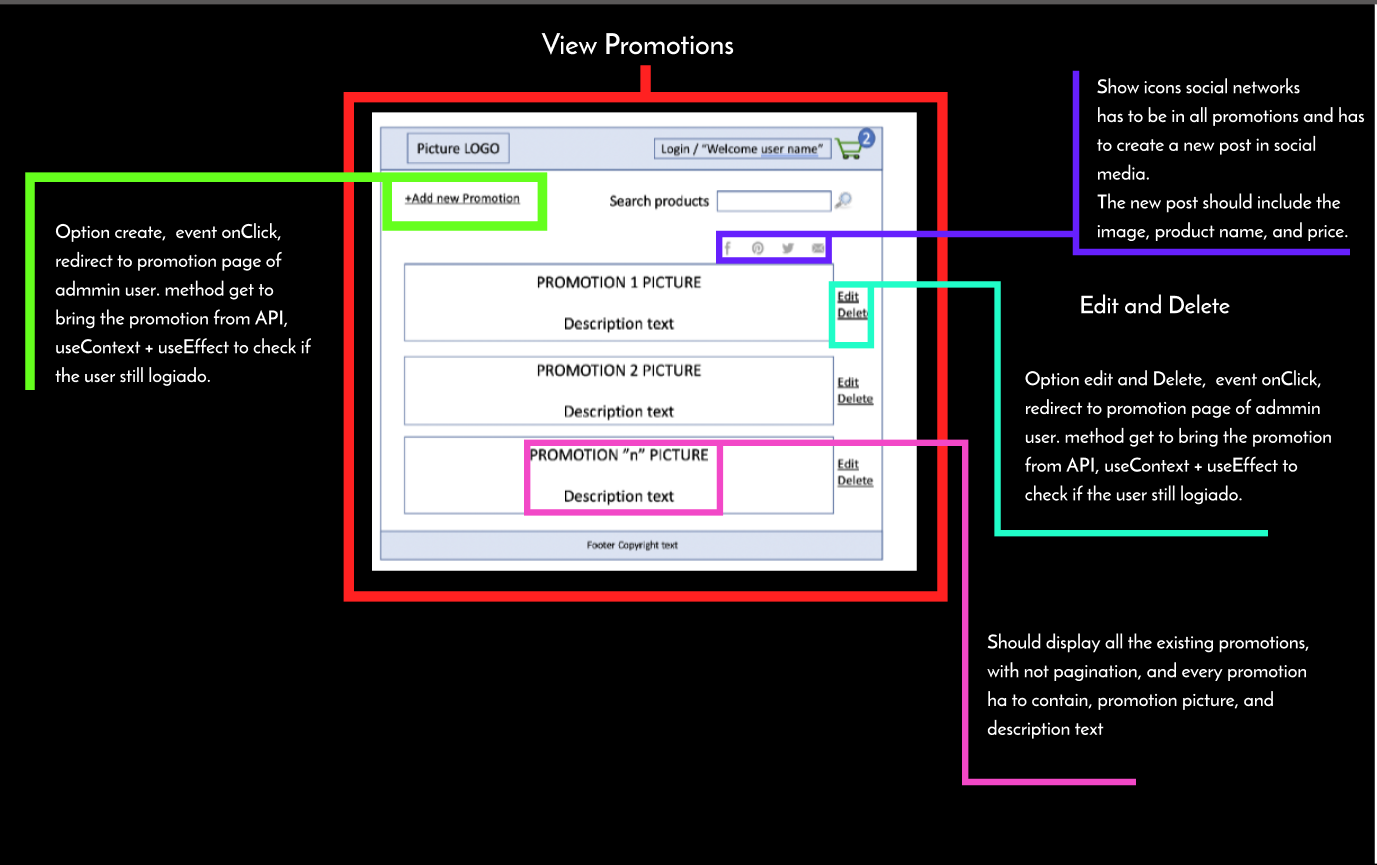 View Promotions
Picture LOGO
Login / “Welcome user name”
2
+Add new Promotion
Search products
PROMOTION 1 PICTURE
Description text
Edit
Delete
PROMOTION 2 PICTURE
Description text
Edit
Delete
PROMOTION ”n” PICTURE
Description text
Edit
Delete
Footer Copyright text
Option create,  event onClick,
redirect to promotion page of
admmin user. method get to
bring the promotion from API,
useContext + useEffect to check if
the user still logiado.
Show icons social networks
has to be in all promotions and has
to create a new post in social
media.
The new post should include the
image, product name, and price.
Edit and Delete
Option edit and Delete,  event onClick,
redirect to promotion page of admmin
user. method get to bring the promotion
from API, useContext + useEffect to
check if the user still logiado.
Should display all the existing promotions,
with not pagination, and every promotion
ha to contain, promotion picture, and
description text